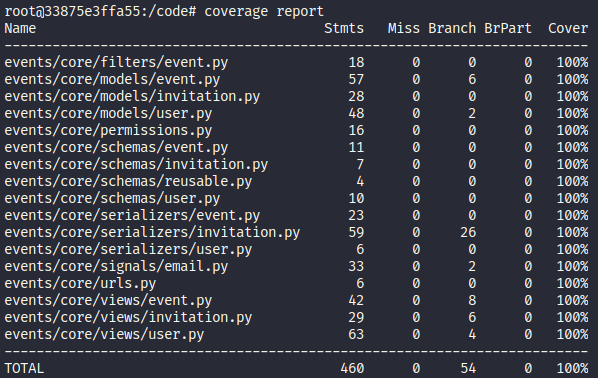 root@33875e3ffa55:/code# coverage report
Name                                 Stmts   Miss Branch BrPart  Cover
----------------------------------------------------------------------
events/core/filters/event.py            18      0      0      0   100%
events/core/models/event.py             57      0      6      0   100%
events/core/models/invitation.py        28      0      0      0   100%
events/core/models/user.py              48      0      2      0   100%
events/core/permissions.py              16      0      0      0   100%
events/core/schemas/event.py            11      0      0      0   100%
events/core/schemas/invitation.py        7      0      0      0   100%
events/core/schemas/reusable.py          4      0      0      0   100%
events/core/schemas/user.py             10      0      0      0   100%
events/core/serializers/event.py        23      0      0      0   100%
events/core/serializers/invitation.py   59      0     26      0   100%
events/core/serializers/user.py          6      0      0      0   100%
events/core/signals/email.py            33      0      2      0   100%
events/core/urls.py                      6      0      0      0   100%
events/core/views/event.py              42      0      8      0   100%
events/core/views/invitation.py         29      0      6      0   100%
events/core/views/user.py               63      0      4      0   100%
----------------------------------------------------------------------
TOTAL                                  460      0     54      0   100%